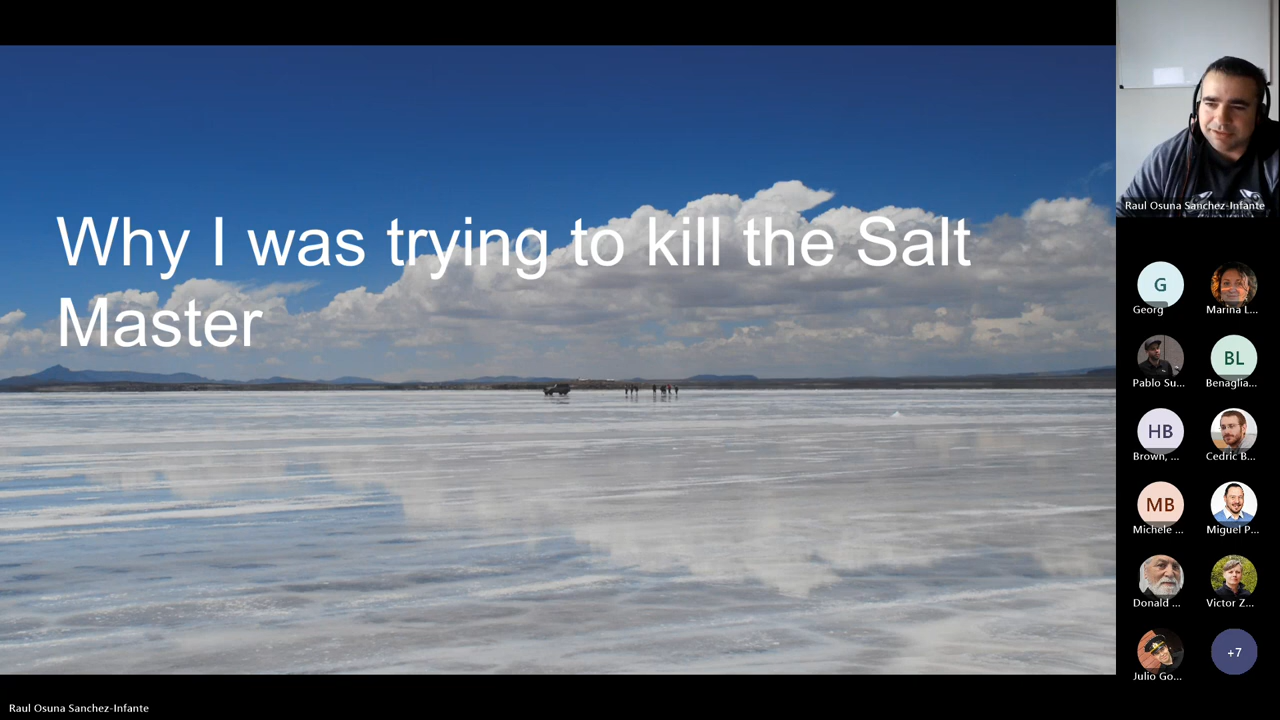 Why I was trying to kill the Salt
Master
Raul Osuna Sanchez-Infante
G
Georg
Marina L...
Pablo Su...
BL
Benaglia...
HB
Brown, ...
Cedric B...
MB
Michele ...
Miguel P...
Donald ...
Victor Z...
Julio Go...
+7
Raul Osuna Sanchez-Infante